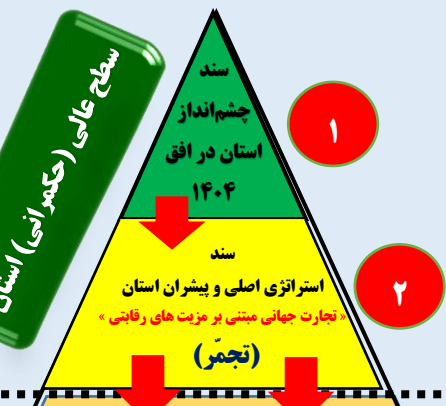 سطح عالی (حکمرانی) استان
سند
چشم‌انداز
استان در افق
۱۴۰۴
۱
سند
استراتژی اصلی و پیشران استان
« تجارت جهانی مبتنی بر مزیت های رقابتی »
(تجمّر)
۲